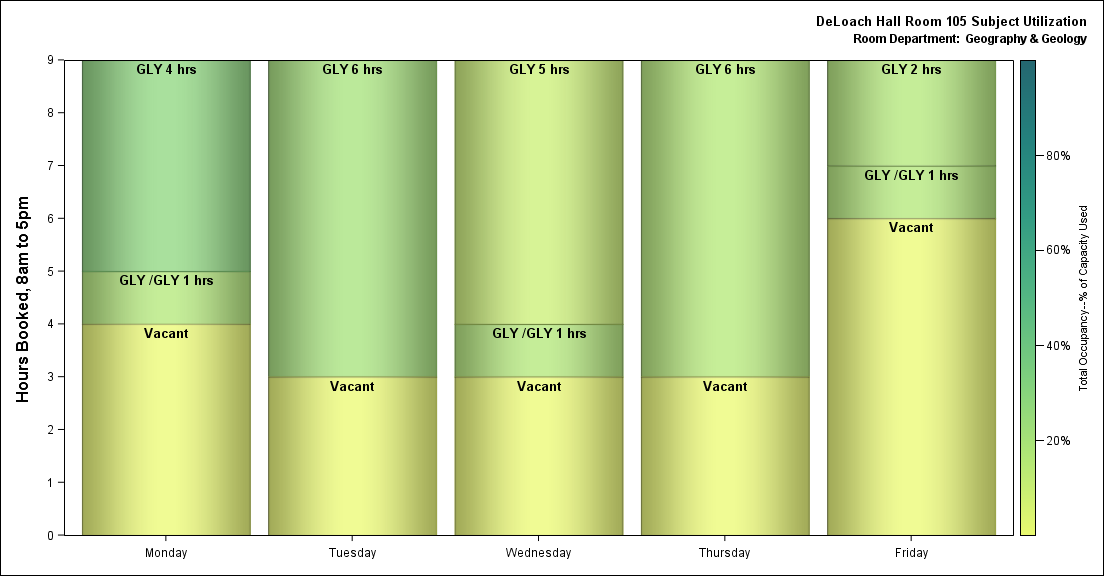 DeLoach Hall Room 105 Subject Utilization
Room Department: Geography & Geology
Hours Booked, 8am to 5pm
9
8
7
6
5
4
3
2
1
0
GLY 4 hrs
GLY /GLY 1 hrs
Vacant
GLY 6 hrs
Vacant
GLY 5 hrs
GLY /GLY 1 hrs
Vacant
GLY 6 hrs
Vacant
GLY 2 hrs
GLY /GLY 1 hrs
Vacant
Monday
Tuesday
Wednesday
Thursday
Friday
80%
60%
40%
20%
Total Occupancy--% of Capacity Used